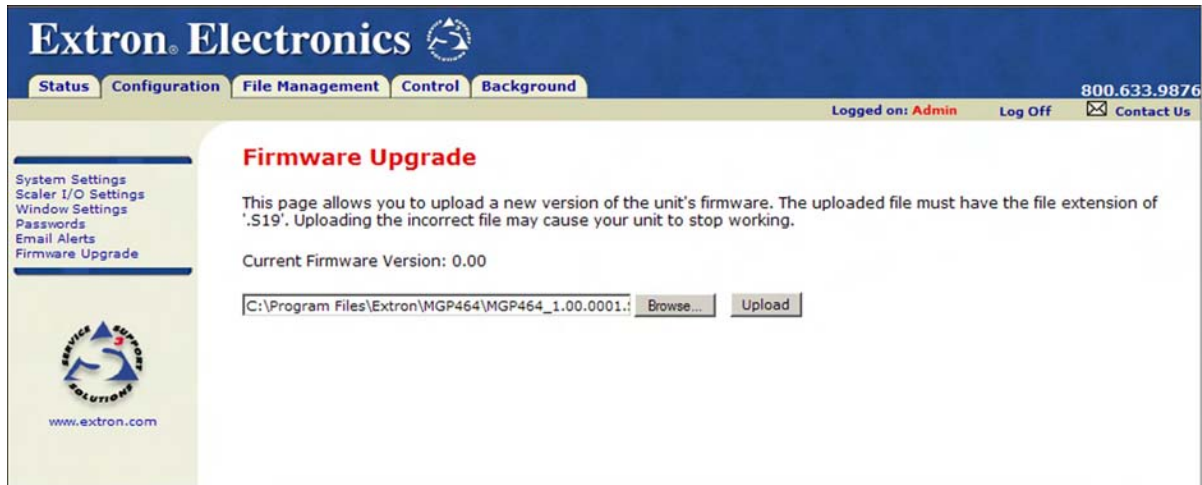 Extron® Electronics
Status Configuration File Management Control Background
800.633.9876
Logged on: Admin Log Off Contact Us
System Settings
Scaler I/O Settings
Window Settings
Passwords
Email Alerts
Firmware Upgrade
Firmware Upgrade
This page allows you to upload a new version of the unit's firmware. The uploaded file must have the file extension of
'.S19'. Uploading the incorrect file may cause your unit to stop working.
Current Firmware Version: 0.00
C:\Program Files\Extron\MGP464\MGP464_1.00.0001. Browse... Upload
SERVICE SUPPORT
3
SOLUTIONS
www.extron.com